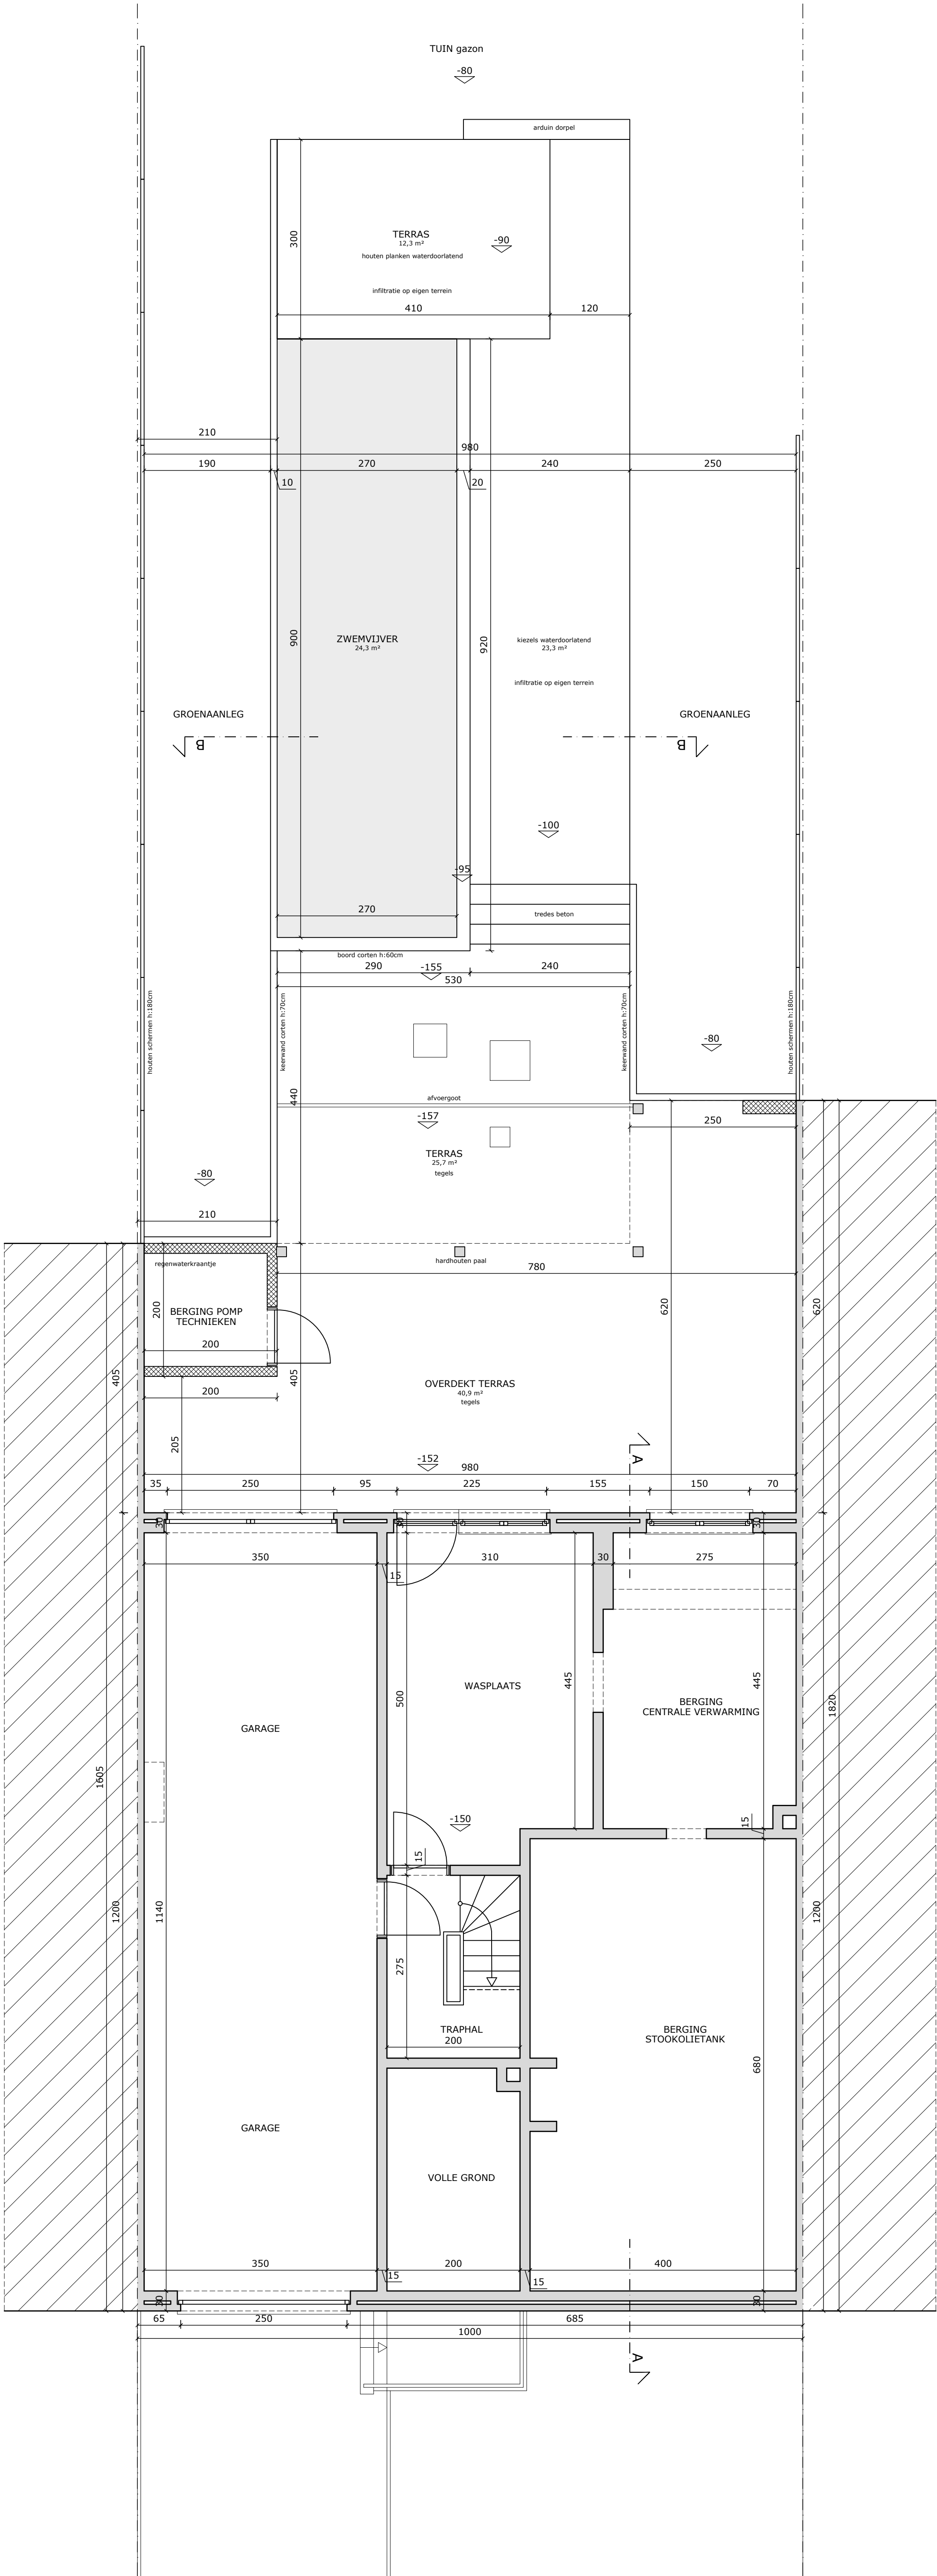 TUIN gazon
-80
arduin dorpel
300
TERRAS
12,3 m²
-90
houten planken waterdoorlatend
infiltratie op eigen terrein
410
120
210
980
190
270
240
250
10
20
900
ZWEMVIJVER
24,3 m²
920
kiezels waterdoorlatend
23,3 m²
infiltratie op eigen terrein
GROENAANLEG
GROENAANLEG
B
B
-100
-95
270
tredes beton
boord corten h:60cm
290
-155
240
530
houten schermen h:180cm
keerwand corten h:70cm
keerwand corten h:70cm
houten schermen h:180cm
-80
440
afvoergoot
-157
250
TERRAS
25,7 m²
tegels
-80
210
hardhouten paal
regenwaterkraantje
780
200
BERGING POMP
TECHNIEKEN
620
620
200
405
405
OVERDEKT TERRAS
40,9 m²
tegels
200
205
-152
A
980
35
250
95
225
155
150
70
30
30
30
350
310
30
275
15
500
445
445
WASPLAATS
BERGING
CENTRALE VERWARMING
1820
GARAGE
1605
-150
15
15
1200
1140
1200
275
TRAPHAL
200
BERGING
STOOKOLIETANK
680
GARAGE
VOLLE GROND
350
200
400
15
15
30
30
65
250
685
1000
A